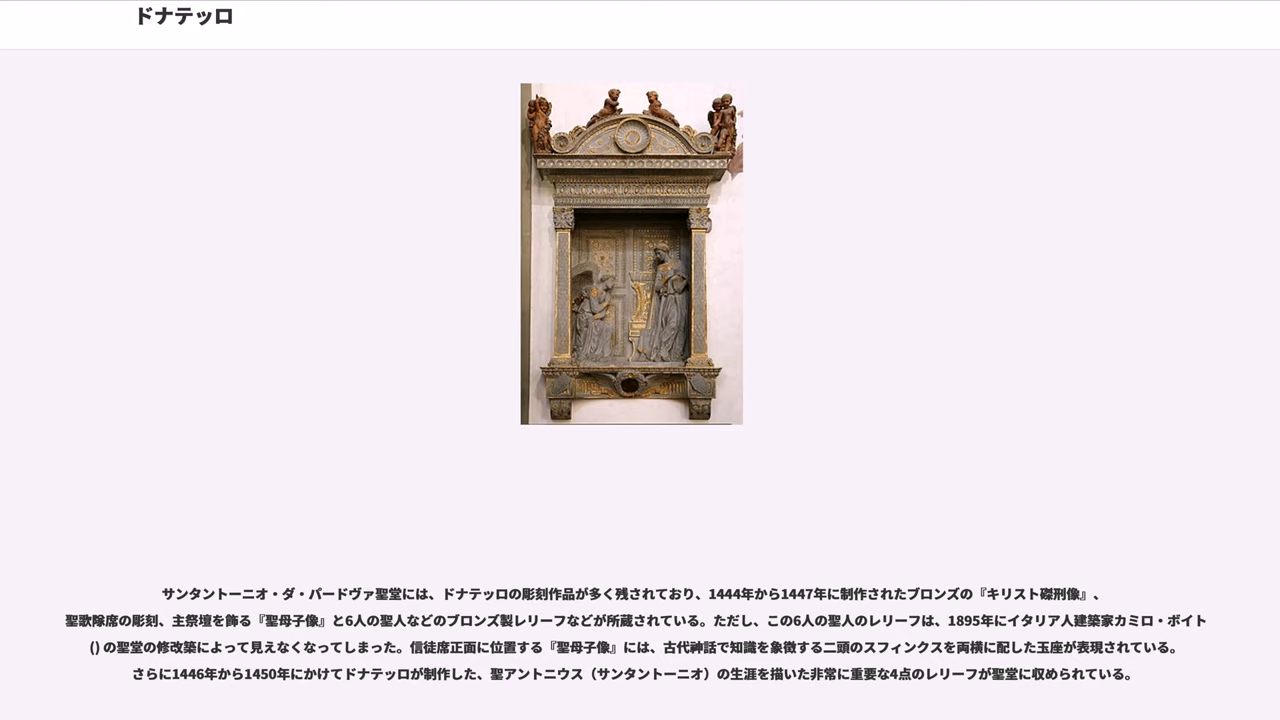 ドナテッロ
サンタントーニオ・ダ・パードヴァ聖堂には、ドナテッロの彫刻作品が多く残されており、1444年から1447年に制作されたブロンズの『キリスト磔刑像』、
聖歌隊席の彫刻、主祭壇を飾る『聖母子像』と6人の聖人などのブロンズ製レリーフなどが所蔵されている。ただし、この6人の聖人のレリーフは、1895年にイタリア人建築家カミロ・ボイト
() の聖堂の修改築によって見えなくなってしまった。信徒席正面に位置する『聖母子像』には、古代神話で知識を象徴する二頭のスフィンクスを両横に配した玉座が表現されている。
さらに1446年から1450年にかけてドナテッロが制作した、聖アントニウス（サンタントーニオ）の生涯を描いた非常に重要な4点のレリーフが聖堂に収められている。